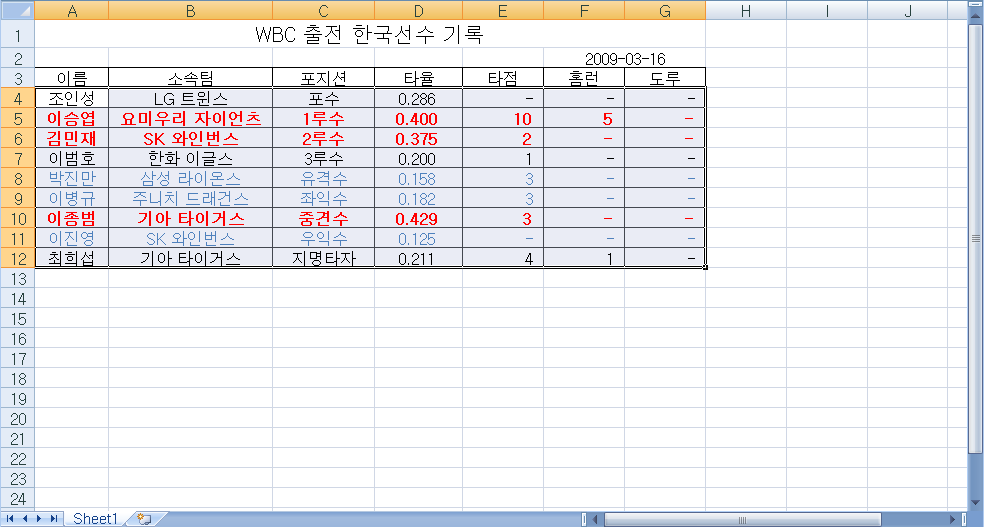 A B C D E F G H I J
1 WBC 출전 한국선수 기록
2 2009-03-16
3 이름 소속팀 포지션 타율 타점 홈런 도루
4 조인성 LG 트윈스 포수 0.286 - - -
5 이승엽 요미우리 자이언츠 1루수 0.400 10 5 -
6 김민재 SK 와인번스 2루수 0.375 2 - -
7 이범호 한화 이글스 3루수 0.200 1 - -
8 박진만 삼성 라이온스 유격수 0.158 3 - -
9 이병규 주니치 드래건스 좌익수 0.182 3 - -
10 이종범 기아 타이거스 중견수 0.429 3 - -
11 이진영 SK 와인번스 우익수 0.125 - - -
12 최희섭 기아 타이거스 지명타자 0.211 4 1 -
13
14
15
16
17
18
19
20
21
22
23
24
Sheet1